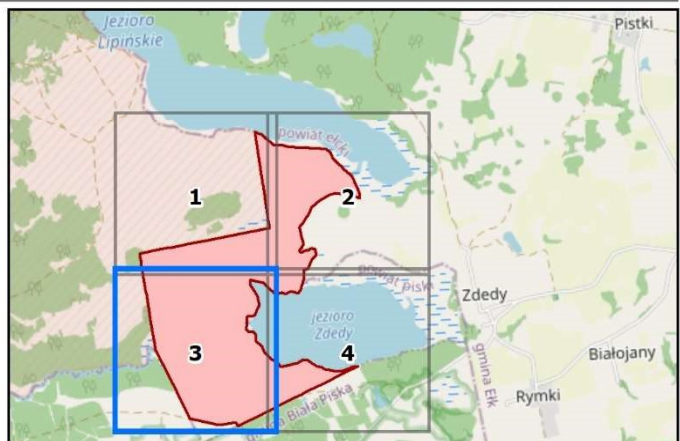 Jezioro
Lipińskie
Pistki
powiat ełcki
1
2
powiat Piski
Zdedy
jezioro
Zdedy
3
4
Białojany
gmina Ełk
Rymki
gmina Biała Piska